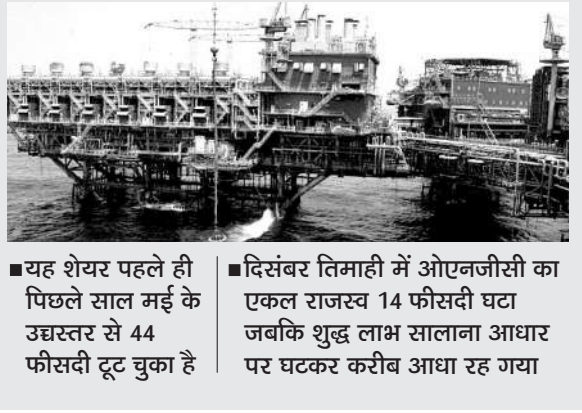 ■यह शेयर पहले ही
पिछले साल मई के
उच्चस्तर से 44
फीसदी टूट चुका है
■दिसंबर तिमाही में ओएनजीसी का
एकल राजस्व 14 फीसदी घटा
जबकि शुद्ध लाभ सालाना आधार
पर घटकर करीब आधा रह गया